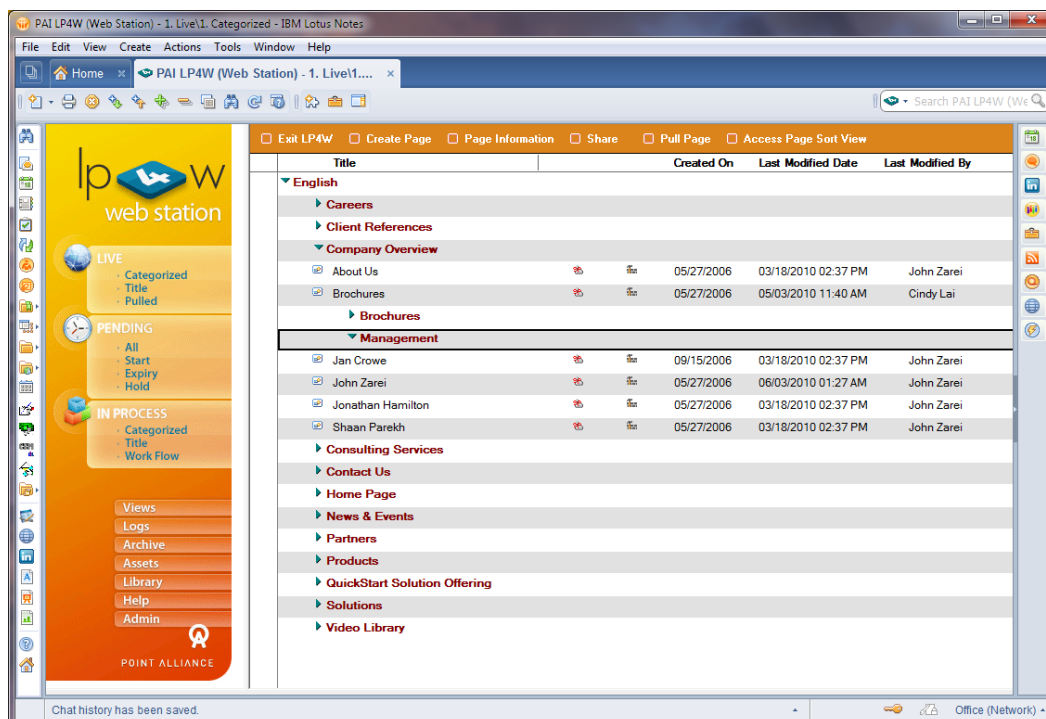 PAI LP4W (Web Station) - 1. Live\1. Categorized - IBM Lotus Notes
File Edit View Create Actions Tools Window Help
Home PAI LP4W (Web Station) - 1. Live\1....
Search PAI LP4W (We
lp w
web station
LIVE
Categorized
Title
Pulled
PENDING
All
Start
Expiry
Hold
IN PROCESS
Categorized
Title
Work Flow
Views
Logs
Archive
Assets
Library
Help
Admin
POINT ALLIANCE
Exit LP4W Create Page Page Information Share Pull Page Access Page Sort View
Title Created On Last Modified Date Last Modified By
English
Careers
Client References
Company Overview
About Us 05/27/2006 03/18/2010 02:37 PM John Zarei
Brochures 05/27/2006 05/03/2010 11:40 AM Cindy Lai
Brochures
Management
Jan Crowe 09/15/2006 03/18/2010 02:37 PM John Zarei
John Zarei 05/27/2006 06/03/2010 01:27 AM John Zarei
Jonathan Hamilton 05/27/2006 03/18/2010 02:37 PM John Zarei
Shaan Parekh 05/27/2006 03/18/2010 02:37 PM John Zarei
Consulting Services
Contact Us
Home Page
News & Events
Partners
Products
QuickStart Solution Offering
Solutions
Video Library
Chat history has been saved.
Office (Network)